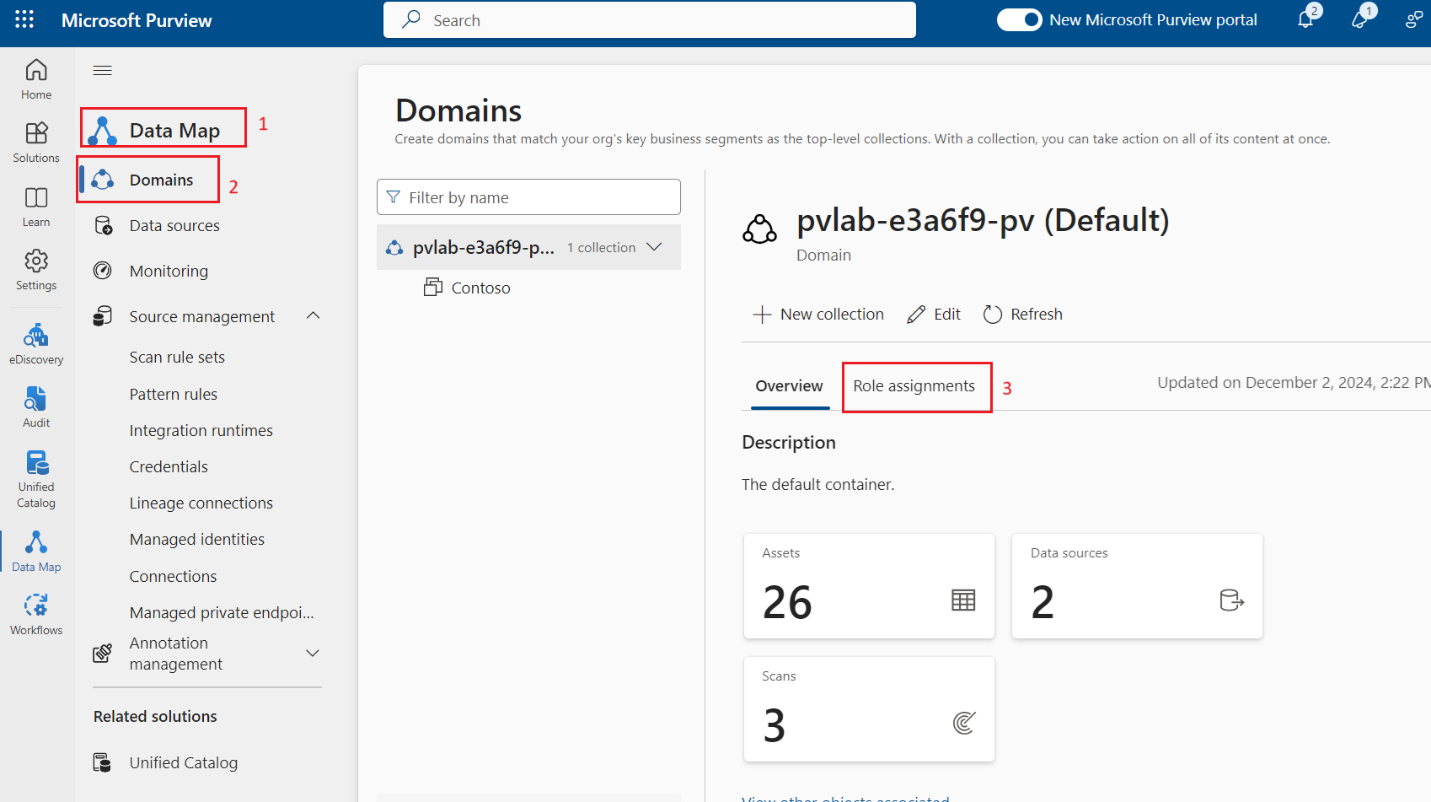 Microsoft Purview
Search
New Microsoft Purview portal
2
1
Home
Solutions
Learn
Settings
eDiscovery
Audit
Unified
Catalog
Data Map
Workflows
Data Map
1
Domains
2
Data sources
Monitoring
Source management
Scan rule sets
Pattern rules
Integration runtimes
Credentials
Lineage connections
Managed identities
Connections
Managed private endpoi...
Annotation
management
Related solutions
Unified Catalog
Domains
Create domains that match your org's key business segments as the top-level collections. With a collection, you can take action on all of its content at once.
Filter by name
pvlab-e3a6f9-p... 1 collection
Contoso
pvlab-e3a6f9-pv (Default)
Domain
New collection Edit Refresh
Overview Role assignments 3 Updated on December 2, 2024, 2:22 PM
Description
The default container.
Assets
26
Data sources
2
Scans
3
View other objects associated